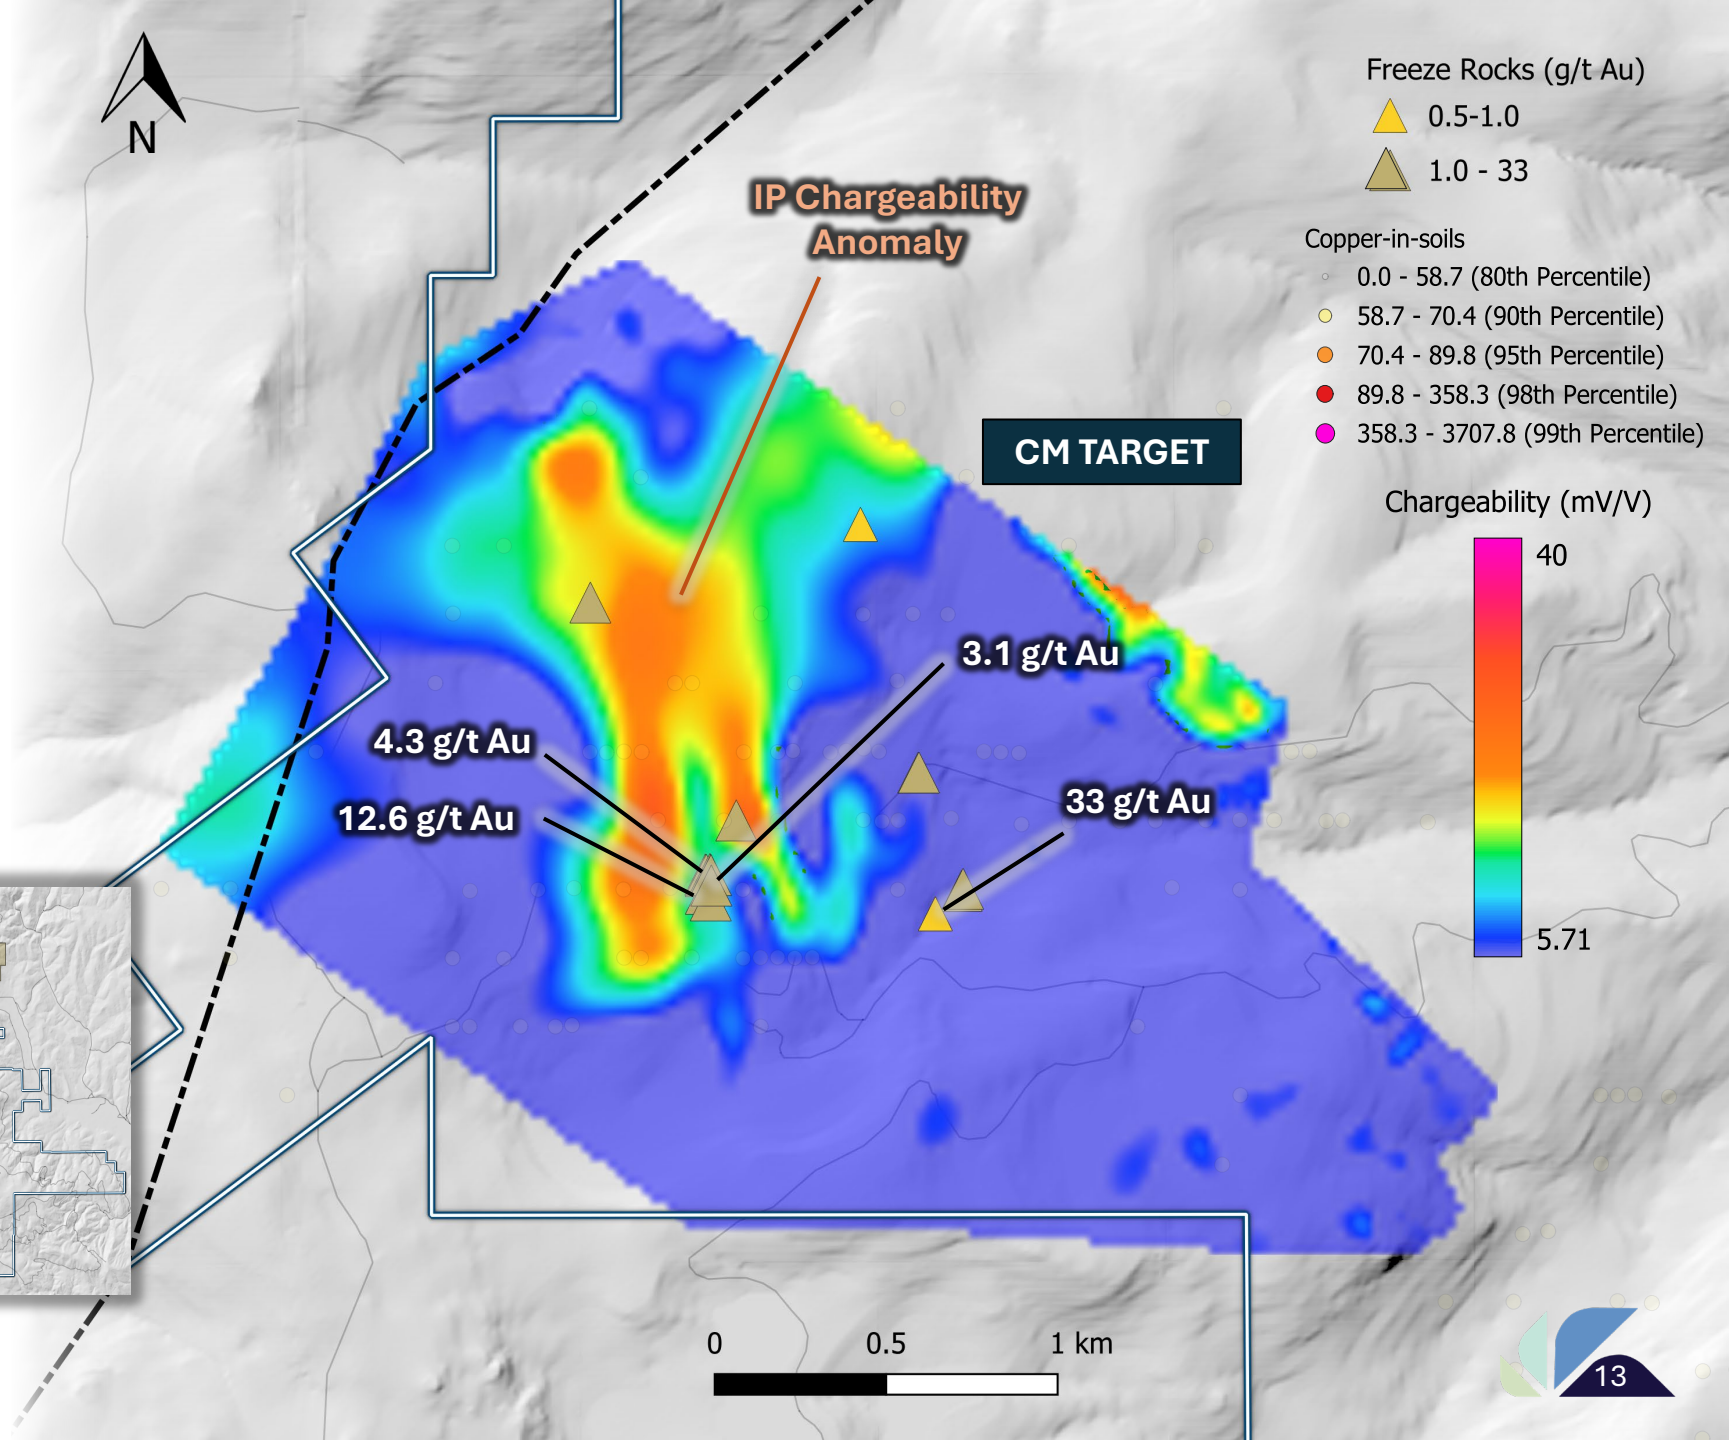 N
Freeze Rocks (g/t Au)
0.5-1.0
1.0 - 33
Copper-in-soils
0.0 - 58.7 (80th Percentile)
58.7 - 70.4 (90th Percentile)
70.4 - 89.8 (95th Percentile)
89.8 - 358.3 (98th Percentile)
358.3 - 3707.8 (99th Percentile)
Chargeability (mV/V)
40
5.71
IP Chargeability
Anomaly
CM TARGET
3.1 g/t Au
4.3 g/t Au
12.6 g/t Au
33 g/t Au
0 0.5 1 km
13